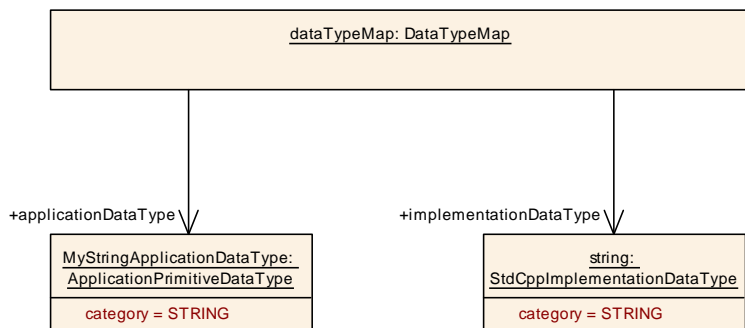 dataTypeMap: DataTypeMap
+applicationDataType
+implementationDataType
MyStringApplicationDataType:
ApplicationPrimitiveDataType
category = STRING
string:
StdCppImplementationDataType
category = STRING